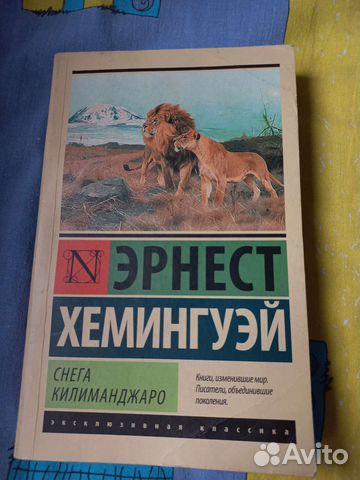 N ЭРНЕСТ
ХЕМИНГУЭЙ
СНЕГА
КИЛИМАНДЖАРО
Книги, изменившие мир.
Писатели, объединившие
поколения.
эксклюзивная классика
Avito